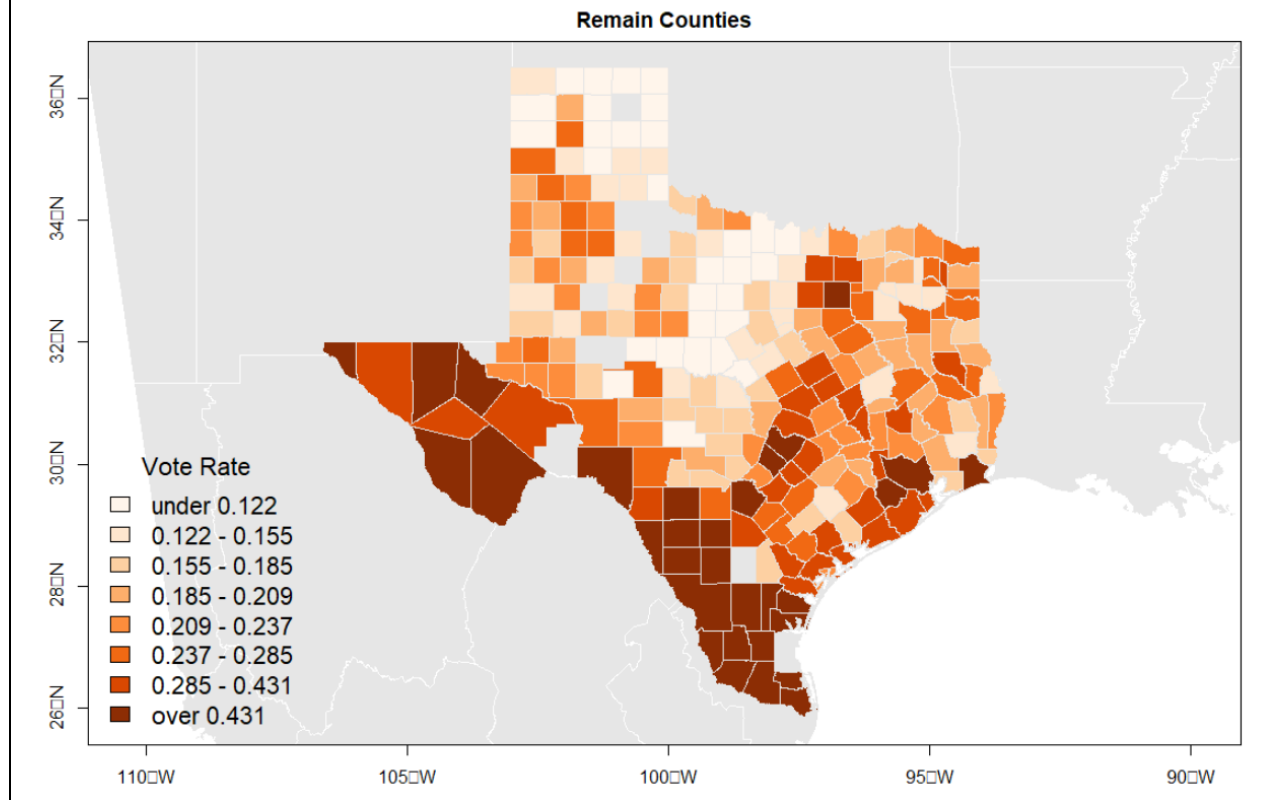 Remain Counties
36□N
34□N
32□N
30□N
28□N
26□N
Vote Rate
under 0.122
0.122 - 0.155
0.155 - 0.185
0.185 - 0.209
0.209 - 0.237
0.237 - 0.285
0.285 - 0.431
over 0.431
110□W
105□W
100□W
95□W
90□W